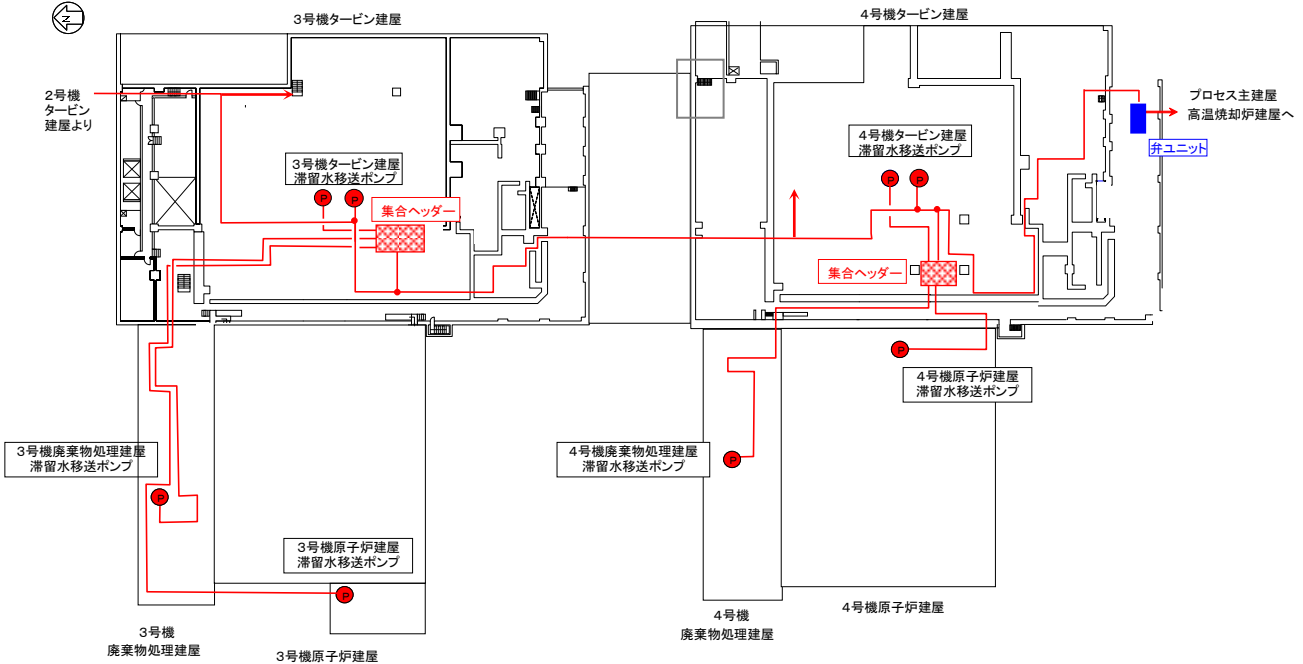 N
3号機タービン建屋
4号機タービン建屋
2号機
タービン
建屋より
プロセス主建屋
高温焼却炉建屋へ
弁ユニット
3号機タービン建屋
滞留水移送ポンプ
P
P
集合ヘッダー
4号機タービン建屋
滞留水移送ポンプ
P
P
集合ヘッダー
P
4号機原子炉建屋
滞留水移送ポンプ
3号機廃棄物処理建屋
滞留水移送ポンプ
P
4号機廃棄物処理建屋
滞留水移送ポンプ
P
3号機原子炉建屋
滞留水移送ポンプ
P
3号機
廃棄物処理建屋
3号機原子炉建屋
4号機
廃棄物処理建屋
4号機原子炉建屋